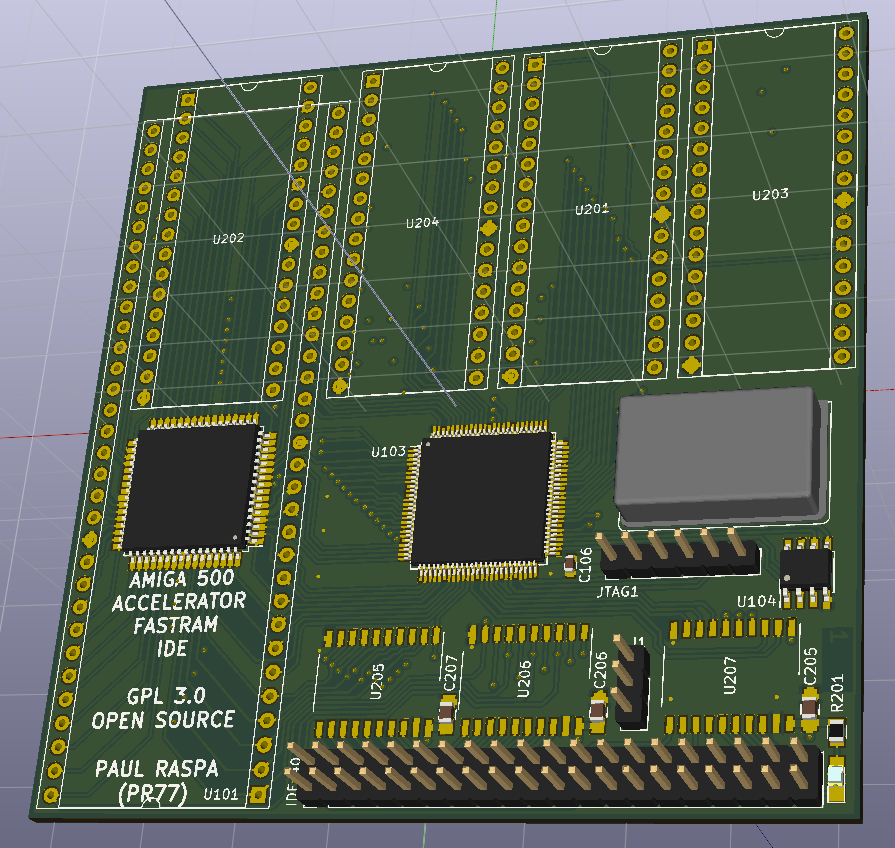 U202
U204
U201
U203
U103
C106
JTAG1
U104
AMIGA 500
ACCELERATOR
FASTRAM
IDE
GPL 3.0
OPEN SOURCE
PAUL RASPA
(PR77)
U101
U205
C207
U206
C206
J1
U207
C205
R201
1